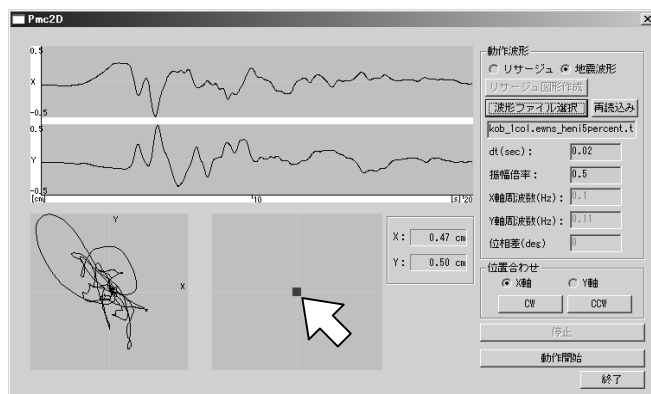 Pmc2D
0.5
X
-0.5
0.5
Y
-0.5
[cm] 10 [s] 20
Y
X
X: 0.47 cm
Y: 0.50 cm
動作波形
リサージュ 地震波形
リサージュ図形作成
波形ファイル選択 再読込み
kob_1col.ewns_heni5percent.t
dt(sec): 0.02
振幅倍率: 0.5
X軸周波数(Hz): 0.1
Y軸周波数(Hz): 0.11
位相差(deg) 0
位置合わせ
X軸 Y軸
CW CCW
停止
動作開始
終了